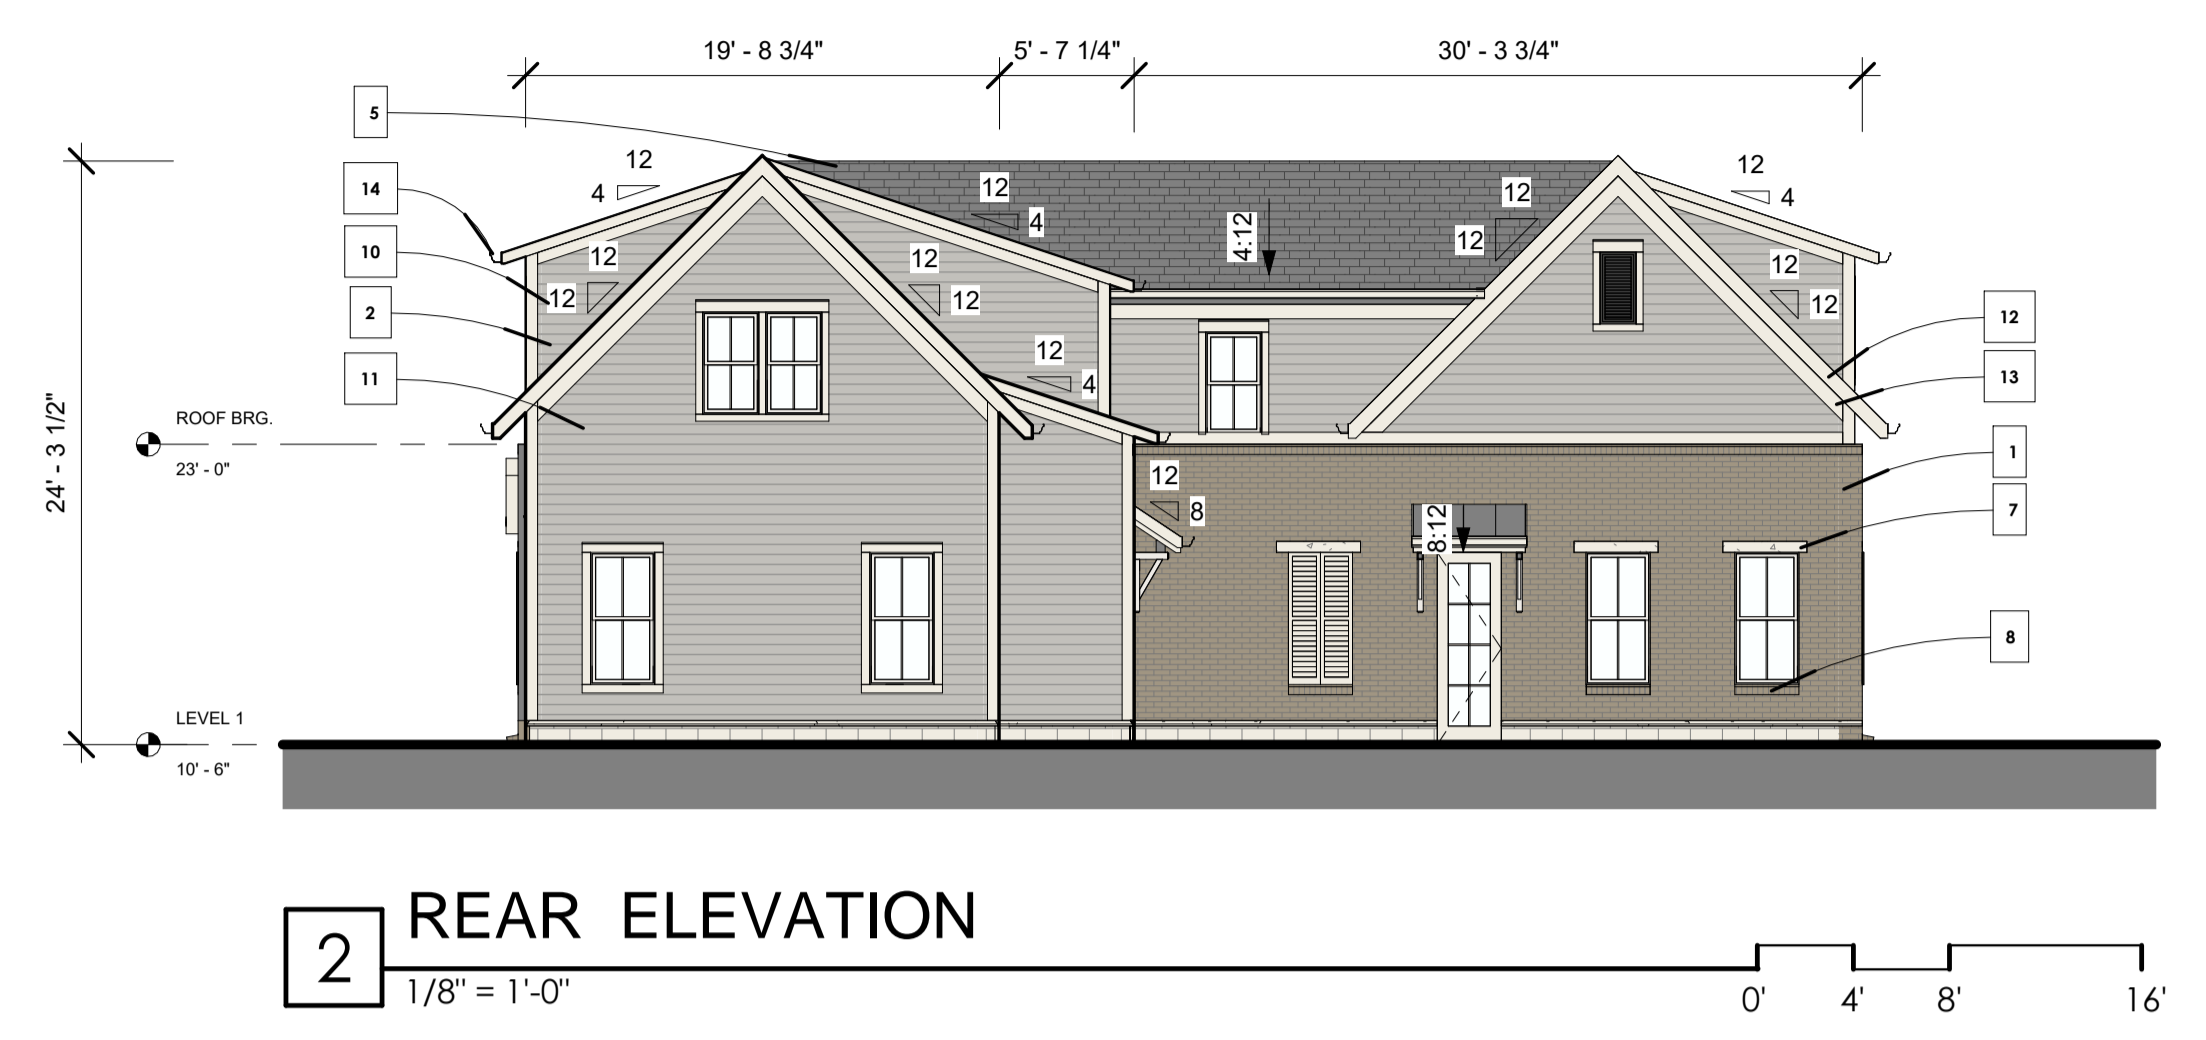 19' - 8 3/4" 5' - 7 1/4" 30' - 3 3/4"
5
12 12 12 12
14 4 4 12 4:12 4
10 12 12 12
2 12 12 12 12
11 12 4 13
24' - 3 1/2"
ROOF BRG.
23' - 0"
1
12
8 7
8:12
8
LEVEL 1
10' - 6"
2 REAR ELEVATION
1/8" = 1'-0"
0' 4' 8' 16'